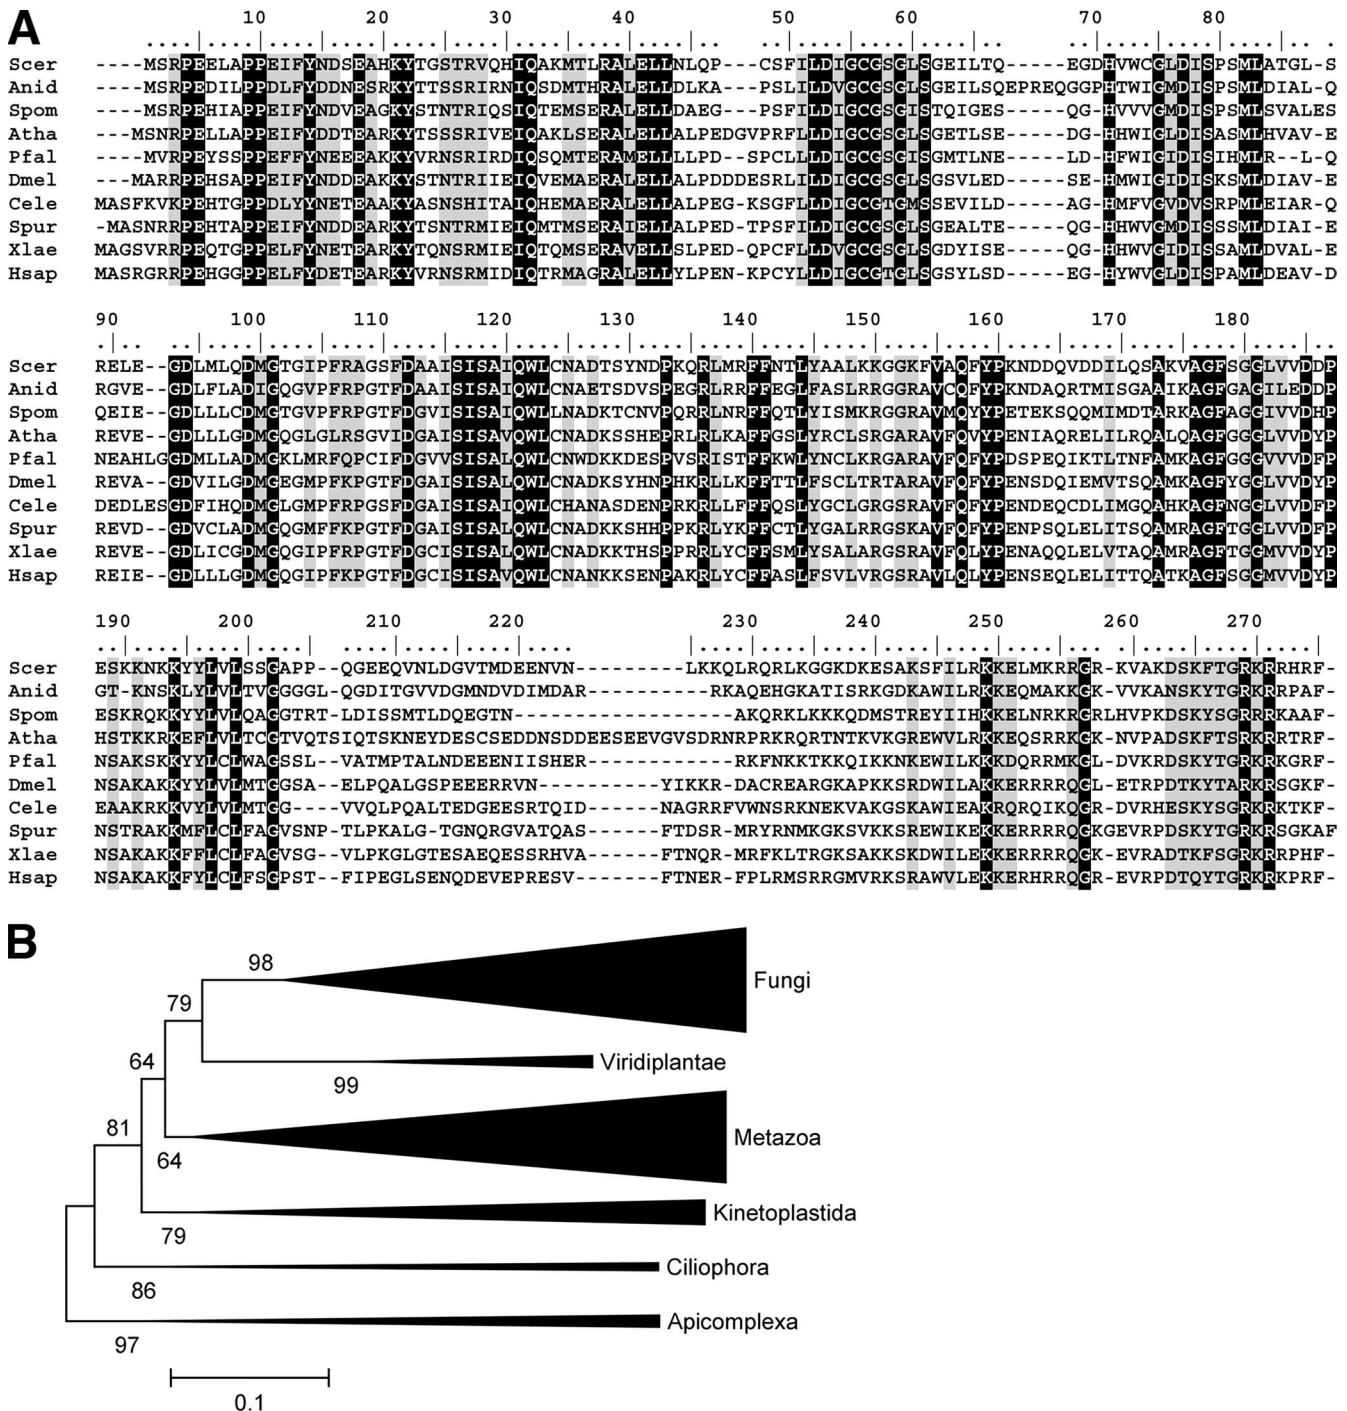 A
10 20 30 40 50 60 70 80
Scer ----MSRPEELAPPEIFYNDSEAHKYTGSTRVQHIQAKMTLRALELLNLQP---CSFILDIGCGSGLSGEILTQ-----EGDHVWCGLDISPSMLATGL-S
Anid ----MSRPEDILPPDLFYDDNESRKYTTSSRIRNIQSDMTHRALELLDLKA---PSLILDVGCGSGLSGEILSQEPREQGGPHTWIGMDISPSMLDIAL-Q
Spom ----MSRPEHIAPPEIFYNDVEAGKYSTNTRIQSIQTEMSERALELLDAEG---PSFILDIGCGSGISTQIGES-----QG-HVVVGMDISPSMLSVALES
Atha ---MSNRPELLAPPEIFYDDTEARKYTSSSRIVEIQAKLSERALELLALPEDGVPRFLLDIGCGSGLSGETLSE-----DG-HHWIGLDISASMLHVAV-E
Pfal ----MVRPEYSSPPEFFYNEEEAKKYVRNSRIRDIQSQMTERAMELLLLPD--SPCLLLDIGCGSGISGMTLNE-----LD-HFWIGIDISIHMLR--L-Q
Dmel ---MARRPEHSAPPEIFYNDDEAKKYSTNTRIIEIQVEMAERALELLALPDDDESRLILDIGCGSGLSGSVLED-----SE-HMWIGIDISKSMLDIAV-E
Cele MASFKVKPEHTGPPDLYYNETEAAKYASNSHITAIQHEMAERALELLALPEG-KSGFLLDIGCGTGMSSEVILD-----AG-HMFVGVDVSRPMLEIAR-Q
Spur -MASNRRPEHTAPPEIFYNDDEARKYTSNTRMIEIQMTMSERALELLALPED-QTSFILDIGCGSGLSGEALTE-----QG-HHWVGMDISSSMLDIAI-E
Xlae MAGSVRRPEQTGPPELFYNETEARKYTQNSRMIEIQTQMSERAVELLSLPED-QPCFLLDVGCGSGLSGDYISE-----QG-HHWVGIDISSAMLDVAL-E
Hsap MASRGRRPEHGGPPELFYDETEARKYVRNSRMIDIQTRMAGRALELLYLPEN-KPCYLLDIGCGTGLSGSYLSD-----EG-HYWVGLDISPAMLDEAV-D
90 100 110 120 130 140 150 160 170 180
Scer RELE--GDLMLQDMGTGIPFRAGSFDAAISISAIQWLCNADTSYNDPKQRLMRFFNTLYAALKKGGKFVAQFYPKNDDQVDDILQSAKVAGFSGGLVVDDP
Anid RGVE--GDLFLADIGQGVPFRPGTFDAAISISAIQWLCNAETSDVSPEGRLRRFFEGLFASLRRGGRAVCQFYPKNDAQRTMISGAAIKAGFGAGILEDDP
Spom QEIE--GDLLLCDMGTGVPFRPGTFDGVISISAIQWLLNADKTCNVPQRRLNRFFQTLYISMKRGGRAVMQYYPETEKSQQMIMDTARKAGFAGGIVVDHP
Atha REVE--GDLLLGDMGQGLGLRSGVIDGAISISAVQWLCNADKSSHEPRLRLKAFFGSLYRCLSRGARAVFQVYPENIAQRELILRQALQAGFGGGLVVDYP
Pfal NEAHLGGDMLLADMGKLMRFQPCIFDGVVSISALQWLCNWDKKDESPVSRISTFFKWLYNCLKRGARAVFQFYPDSPEQIKTLTNFAMKAGFGGGVVVDFP
Dmel REVA--GDLILGDMGEGMPFKPGTFDGAISISALQWLCNADKSYHNPHKRLLKFFTTLFSCLTRTARAVFQFYPENSDQIEMVTSQAMKAGFYGGLVVDYP
Cele DEDLESGDFIHQDMGLGMPFRPGSFDGAISISAIQWLCHANASDENPRKRLLFFFQSLYGCLGRGSRAVFQFYPENDEQCDLIMGQAHKAGFNGGLVVDFP
Spur REVD--GDVCLADMGQGMFFKPGTFDGAISISALQWLCNADKKSHHPPKRLYKFFCTLYGALRRGSKAVFQFYPENPSQLELITSQAMRAGFTGGLVVDFP
Xlae REVE--GDLICGDMGQGIPFRPGTFDGCISISALQWLCNADKKTHSPPRRLYCFFSMLYSALARGSRAVFQLYPENAQQLELVTAQAMRAGFTGGMVVDYP
Hsap REIE--GDLLLGDMGQGIPFKPGTFDGCISISAVQWLCNANKKSENPAKRLYCFFASLFSVLVRGSRAVLQLYPENSEQLELITTQATKAGFSGGMVVDYP
190 200 210 220 230 240 250 260 270
Scer ESKKNKKYYLVLSSGAPP--QGEEQVNLDGVTMDEENVN---------LKKQLRQRLKGGKDKESAKSFILRKKELMKRRGR-KVAKDSKFTGRKRRHRF-
Anid GT-KNSKLYLVLTVGGGGL-QGDITGVVDGMNDVDIMDAR----------RKAQEHGKATISRKGDKAWILRKKEQMAKKGK-VVKANSKYTGRKRRPAF-
Spom ESKRQKKYYLVLQAGGTRT-LDISSMTLDQEGTN------------------AKQRKLKKKQDMSTREYIIHKKELNRKRGRLHVPKDSKYSGRRRKAAF-
Atha HSTKKRKEFLVLTCGTVQTSIQTSKNEYDESCSEDDNSDDEESEEVGVSDRNRPRKRQRTNTKVKGREWVLRKKEQSRRKGK-NVPADSKFTSRKRRTRF-
Pfal NSAKSKKYYLCLWAGSSL--VATMPTALNDEEENIISHER----------RKFNKKTKKQIKKNKEWILKKKDQRRMKGL-DVKRDSKFTGRKRKGRF-
Dmel NSAKAKKYYLVLMTGGSA--ELPQALGSPEEERRVN----------YIKKR-DACREARGKAPKKSRDWILAKKERRRRQGL-ETRPDTKYTARKRSGKF-
Cele EAAKRKKVYLVLMTGG----VVQLPQALTEDGEESRTQID------NAGRRFVWNSRKNEKVAKGSKAWIEAKRQRQIKQGR-DVRHESKYSGRKRKTKF-
Spur NSTRAKKMFLCLFAGVSNP-TLPKALG-TGNQRGVATQAS------FTDSR-MRYRNMKGKSVKKSREWIKEKKERRRRQGKGEVRPDSKYTGRKRSGKAF
Xlae NSAKAKKFFLCLFAGVSG--VLPKGLGTESAEQESSRHVA------FTNQR-MRFKLTRGKSAKKSKDWILEKKERRRRQGK-EVRADTKFSGRKRRPHF-
Hsap NSAKAKKFYLCLFSGPST--FIPEGLSENQDEVEPRESV-------FTNER-FPLRMSRRGMVRKSRAWVLEKKERHRRQGR-EVRPDTQYTGRKRKPRF-
B
98
Fungi
79
64
Viridiplantae
99
81
Metazoa
64
Kinetoplastida
79
Ciliophora
86
Apicomplexa
97
0.1